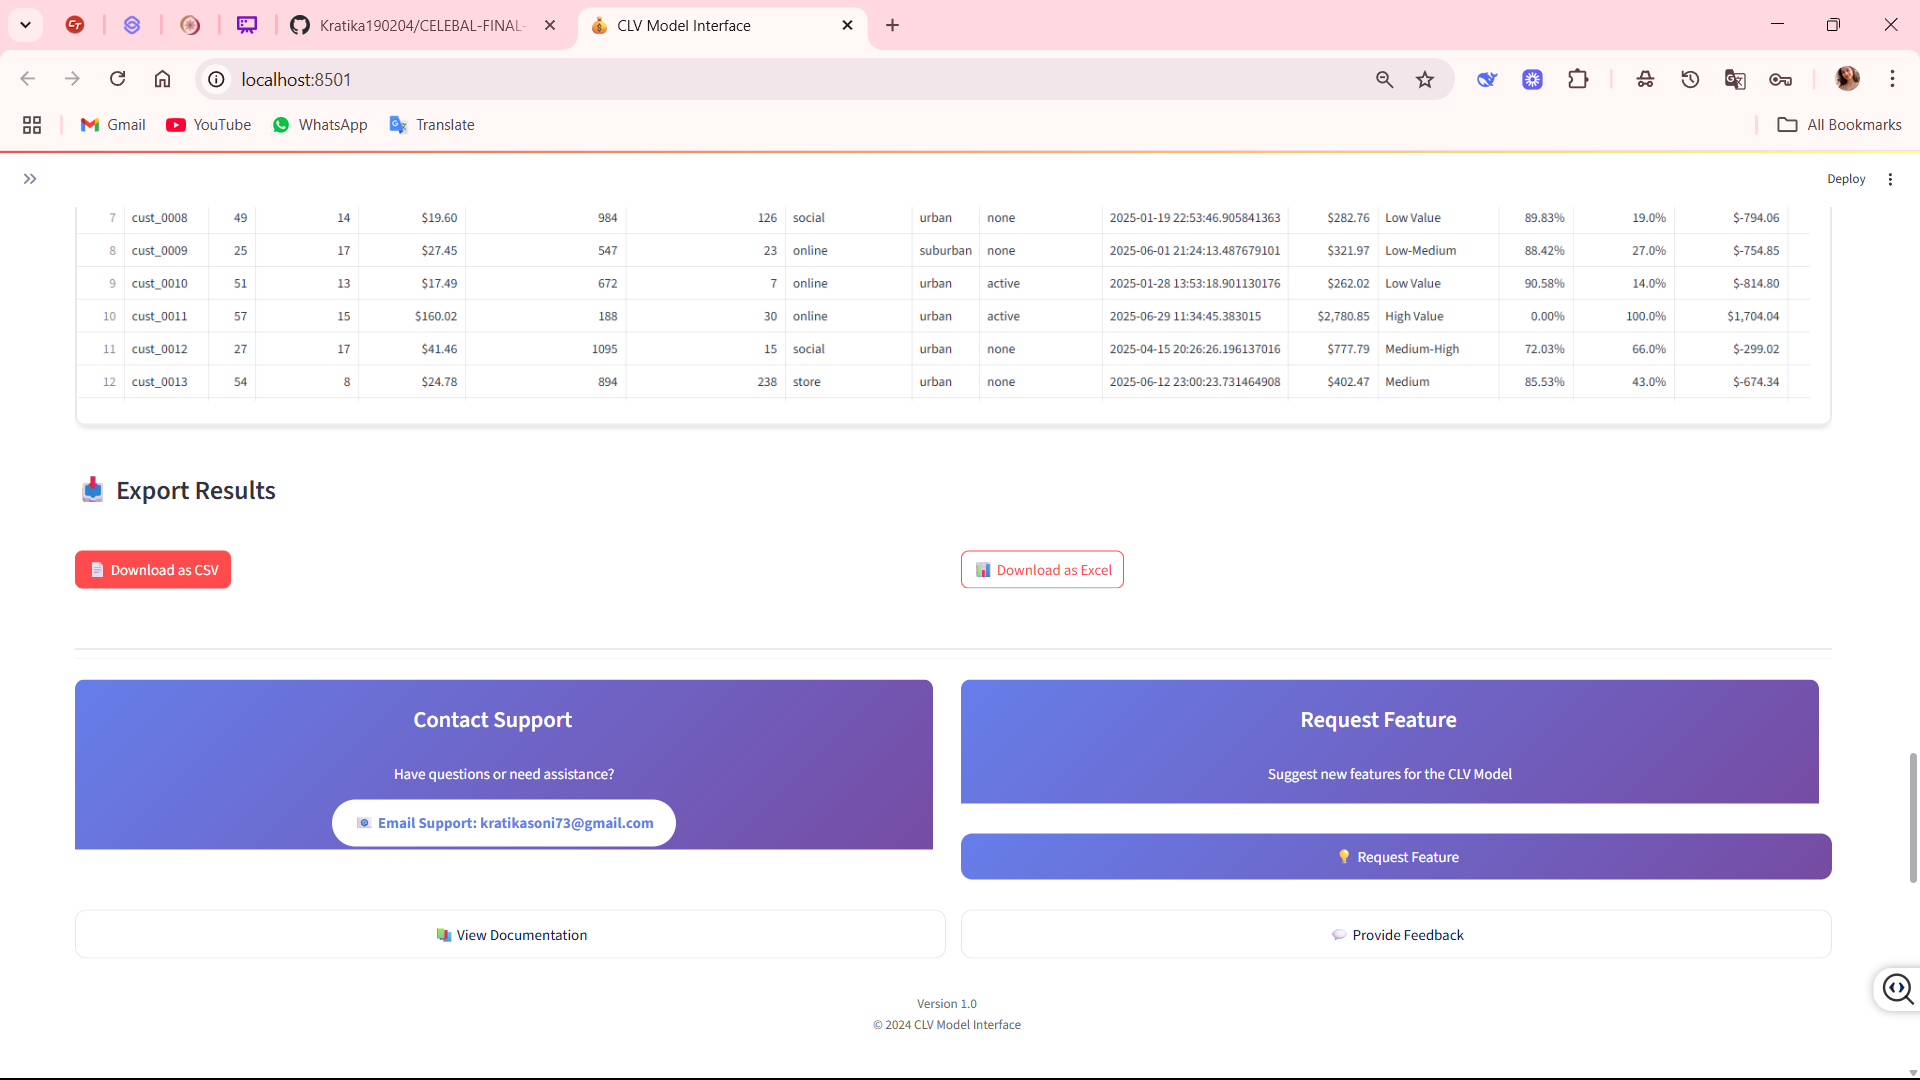 Kratika190204/CELEBAL-FINAL-
CLV Model Interface
localhost:8501
Gmail
YouTube
WhatsApp
Translate
All Bookmarks
Deploy
7 cust_0008 49 14 $19.60 984 126 social urban none 2025-01-19 22:53:46.905841363 $282.76 Low Value 89.83% 19.0% $-794.06
8 cust_0009 25 17 $27.45 547 23 online suburban none 2025-06-01 21:24:13.487679101 $321.97 Low-Medium 88.42% 27.0% $-754.85
9 cust_0010 51 13 $17.49 672 7 online urban active 2025-01-28 13:53:18.901130176 $262.02 Low Value 90.58% 14.0% $-814.80
10 cust_0011 57 15 $160.02 188 30 online urban active 2025-06-29 11:34:45.383015 $2,780.85 High Value 0.00% 100.0% $1,704.04
11 cust_0012 27 17 $41.46 1095 15 social urban none 2025-04-15 20:26:26.196137016 $777.79 Medium-High 72.03% 66.0% $-299.02
12 cust_0013 54 8 $24.78 894 238 store urban none 2025-06-12 23:00:23.731464908 $402.47 Medium 85.53% 43.0% $-674.34
Export Results
Download as CSV
Download as Excel
Contact Support
Have questions or need assistance?
Email Support: kratikasoni73@gmail.com
Request Feature
Suggest new features for the CLV Model
Request Feature
View Documentation
Provide Feedback
Version 1.0
© 2024 CLV Model Interface